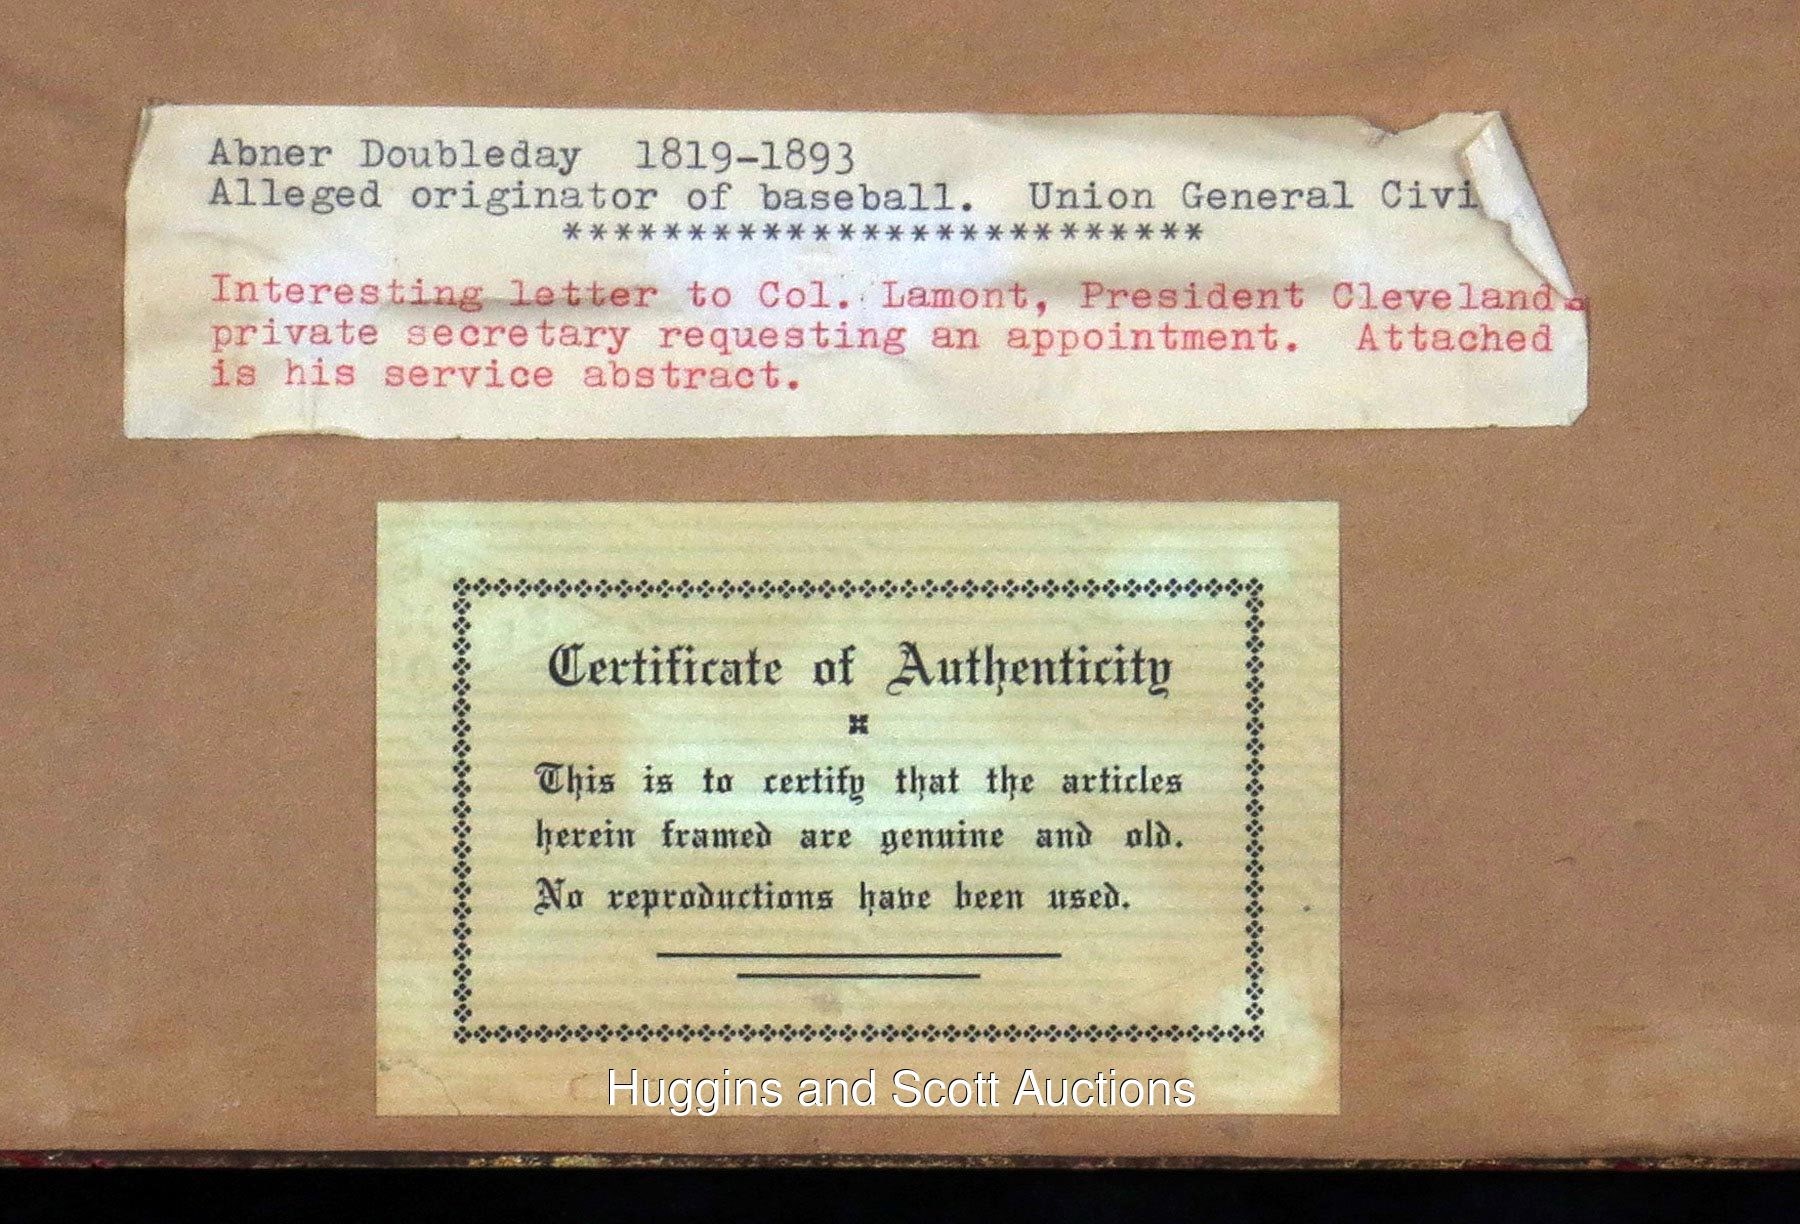 Abner Doubleday 1819-1893
Alleged originator of baseball. Union General Civi
**************************
Interesting letter to Col. Lamont, President Cleveland
private secretary requesting an appointment. Attached
is his service abstract.
Certificate of Authenticity
This is to certify that the articles
herein framed are genuine and old.
No reproductions have been used.
Huggins and Scott Auctions